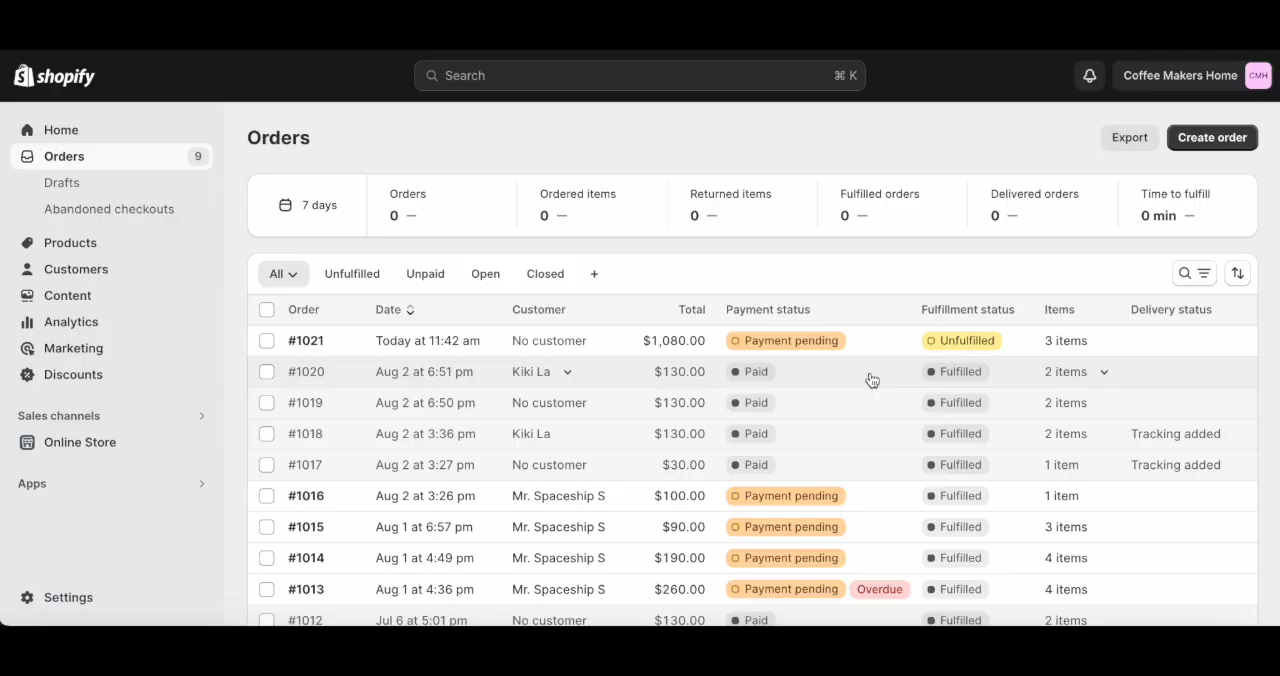 shopify
Search ⌘ K
Coffee Makers Home CMH
Home
Orders 9
Drafts
Abandoned checkouts
Products
Customers
Content
Analytics
Marketing
Discounts
Sales channels
Online Store
Apps
Settings
Orders
Export Create order
7 days
Orders
0 —
Ordered items
0 —
Returned items
0 —
Fulfilled orders
0 —
Delivered orders
0 —
Time to fulfill
0 min —
All Unfulfilled Unpaid Open Closed +
Order Date Customer Total Payment status Fulfillment status Items Delivery status
#1021 Today at 11:42 am No customer $1,080.00 Payment pending Unfulfilled 3 items
#1020 Aug 2 at 6:51 pm Kiki La $130.00 Paid Fulfilled 2 items
#1019 Aug 2 at 6:50 pm No customer $130.00 Paid Fulfilled 2 items
#1018 Aug 2 at 3:36 pm Kiki La $130.00 Paid Fulfilled 2 items Tracking added
#1017 Aug 2 at 3:27 pm No customer $30.00 Paid Fulfilled 1 item Tracking added
#1016 Aug 2 at 3:26 pm Mr. Spaceship S $100.00 Payment pending Fulfilled 1 item
#1015 Aug 1 at 6:57 pm Mr. Spaceship S $90.00 Payment pending Fulfilled 3 items
#1014 Aug 1 at 4:49 pm Mr. Spaceship S $190.00 Payment pending Fulfilled 4 items
#1013 Aug 1 at 4:36 pm Mr. Spaceship S $260.00 Payment pending Overdue Fulfilled 4 items
#1012 Jul 6 at 5:01 pm No customer $130.00 Paid Fulfilled 2 items